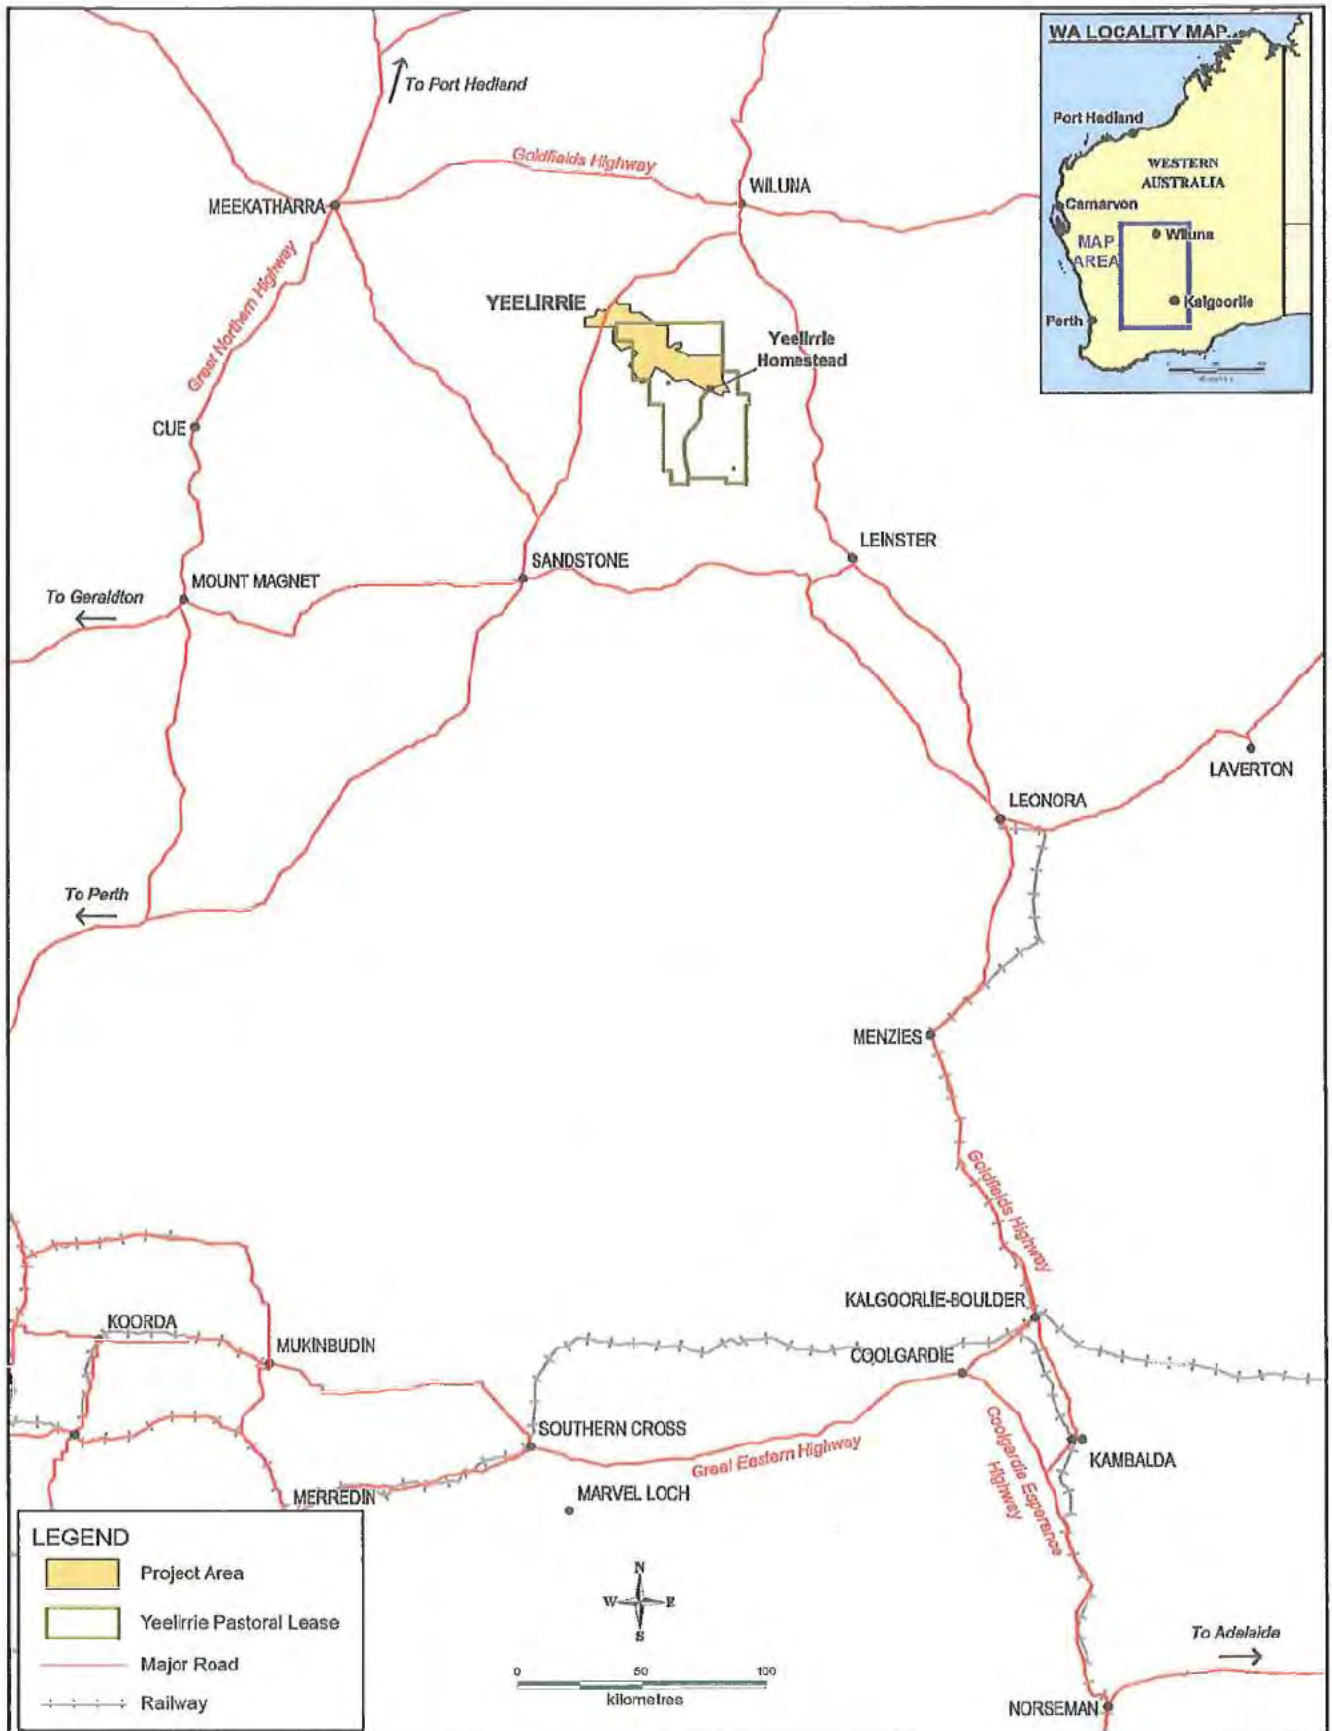 WA LOCALITY MAP
Port Hedland
WESTERN
AUSTRALIA
Carnarvon
MAP
AREA
Wiluna
Kalgoorlie
Perth
To Port Hedland
Goldfields Highway
MEEKATHARRA
WILUNA
Great Northern Highway
YEELIRRIE
Yeelirrie
Homestead
CUE
LEINSTER
SANDSTONE
MOUNT MAGNET
To Geraldton
LAVERTON
LEONORA
To Perth
MENZIES
Goldfields Highway
KALGOORLIE-BOULDER
KOORDA
MUKINBUDIN
COOLGARDIE
SOUTHERN CROSS
Great Eastern Highway
Coolgardie Esperance
Highway
KAMBALDA
MERREDIN
MARVEL LOCH
LEGEND
Project Area
Yeelirrie Pastoral Lease
Major Road
Railway
N
W E
S
0 50 100
kilometres
To Adelaide
NORSEMAN